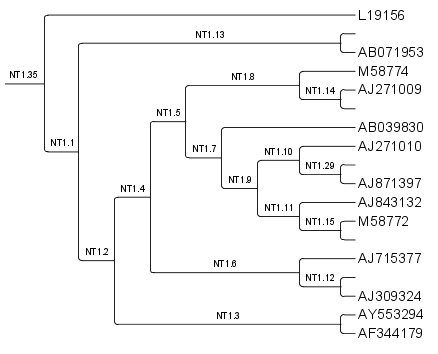 L19156
NT1.13
AB071953
NT1.35
NT1.8
M58774
NT1.14
AJ271009
NT1.5
AB039830
NT1.1
NT1.7
NT1.10
AJ271010
NT1.29
NT1.4
NT1.9
AJ871397
NT1.11
AJ843132
NT1.15
M58772
NT1.2
NT1.6
AJ715377
NT1.12
AJ309324
NT1.3
AY553294
AF344179